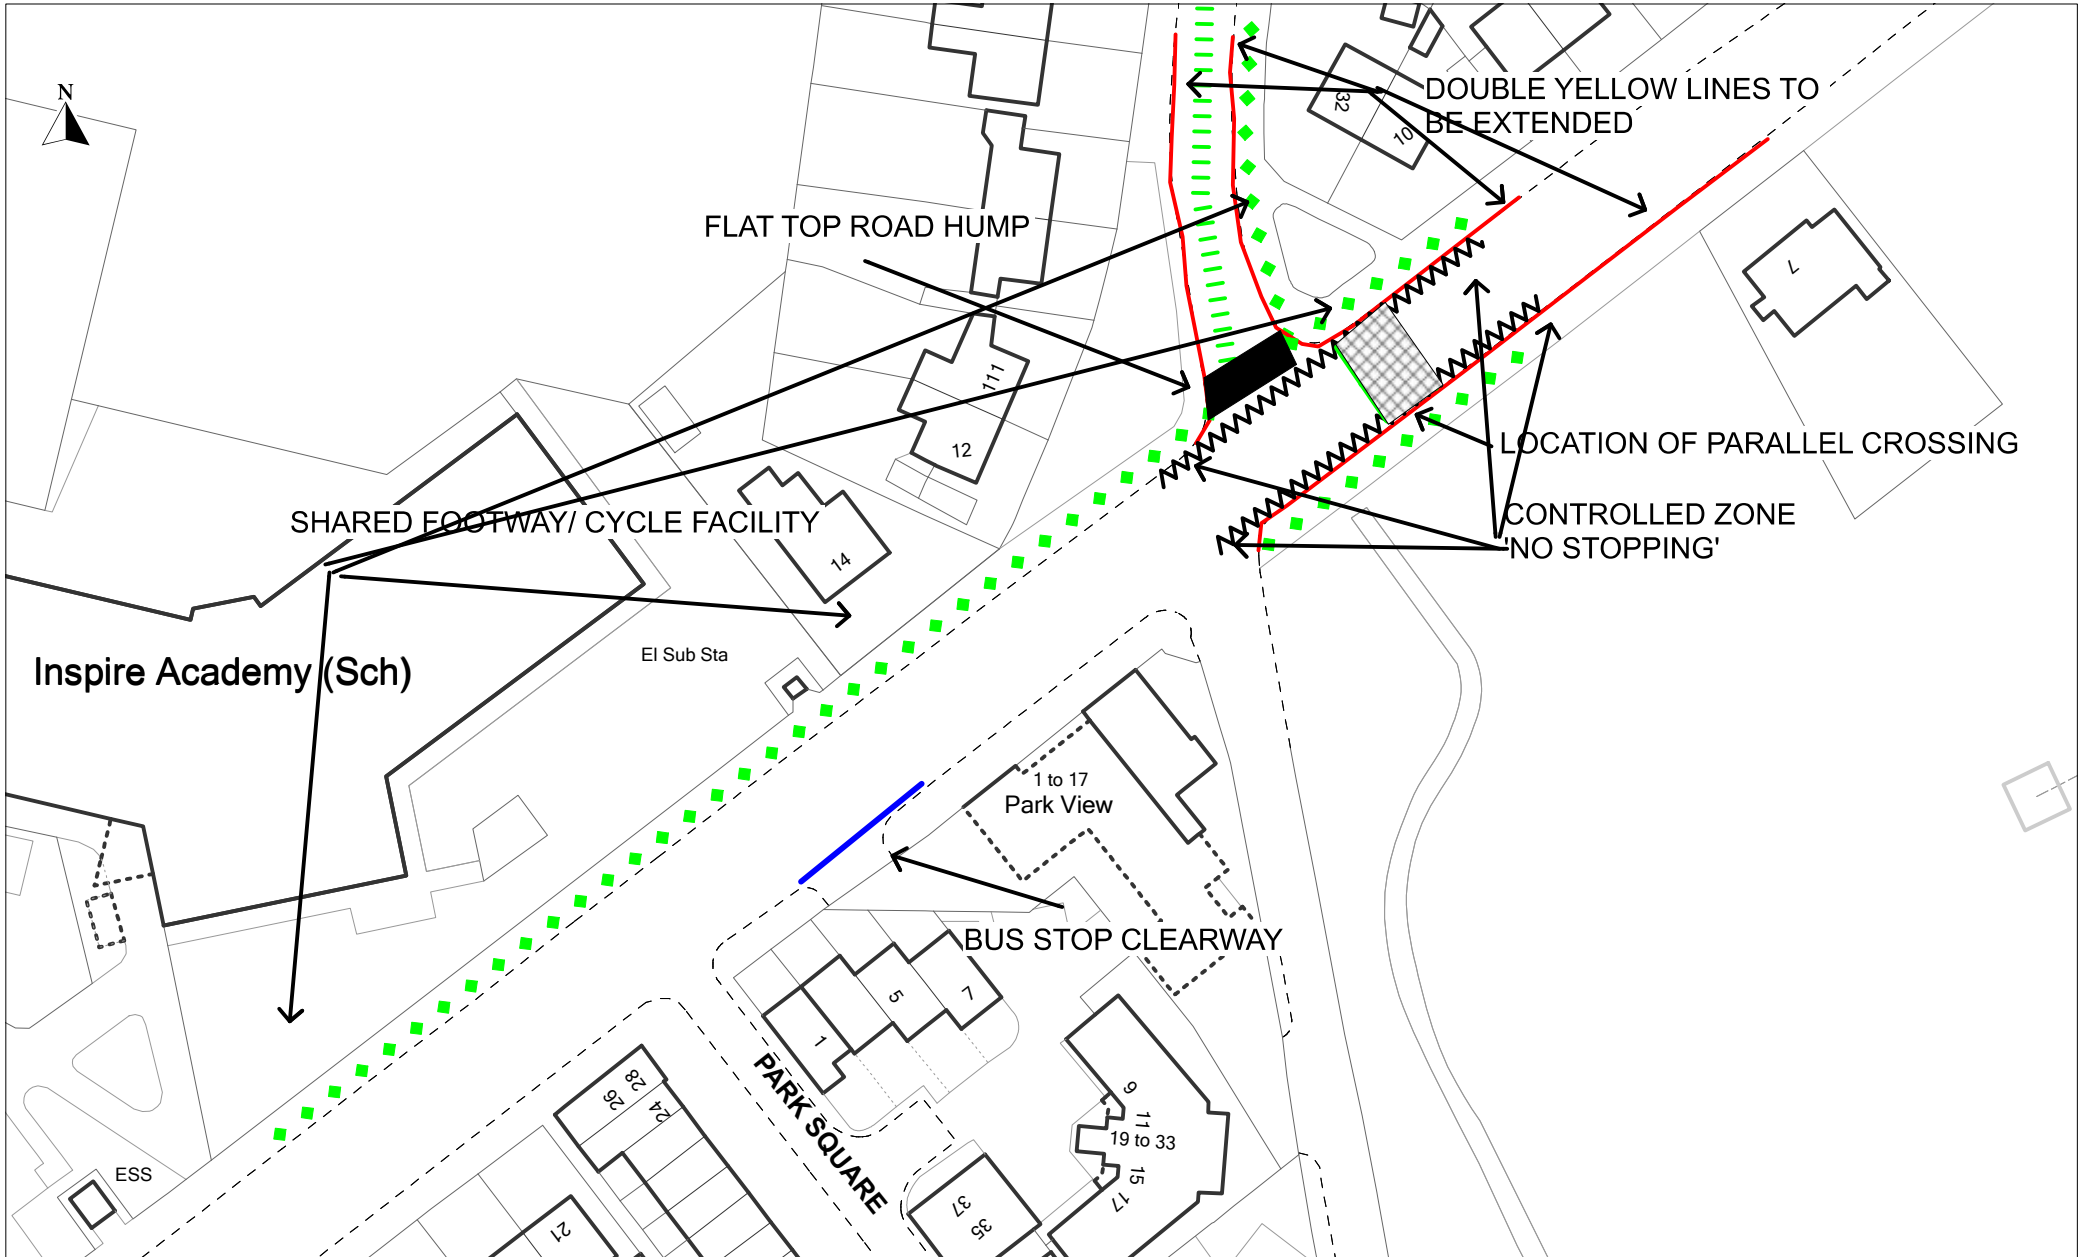 N
DOUBLE YELLOW LINES TO
BE EXTENDED
32
10
FLAT TOP ROAD HUMP
7
111
12
LOCATION OF PARALLEL CROSSING
SHARED FOOTWAY/ CYCLE FACILITY
14
CONTROLLED ZONE
'NO STOPPING'
El Sub Sta
Inspire Academy (Sch)
1 to 17
Park View
BUS STOP CLEARWAY
1
5
7
PARK SQUARE
28
26
24
9
11
19 to 33
15
17
ESS
21
37
35